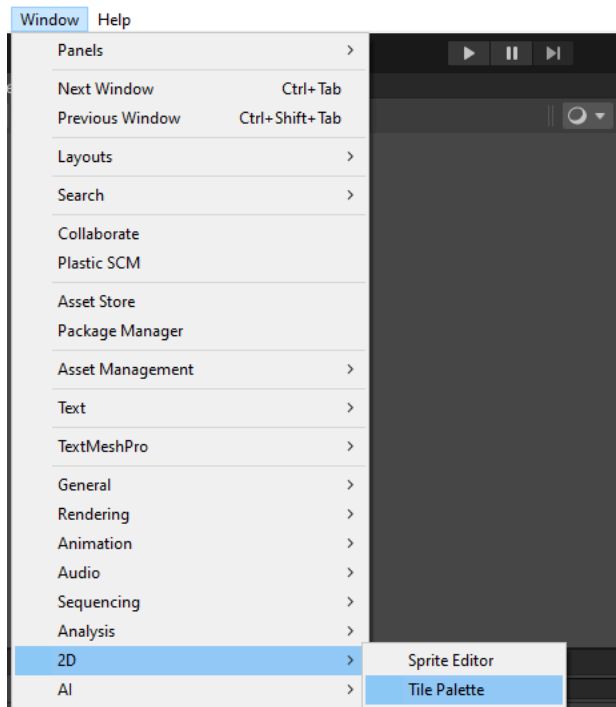 Window Help
Panels
Next Window Ctrl+Tab
Previous Window Ctrl+Shift+Tab
Layouts
Search
Collaborate
Plastic SCM
Asset Store
Package Manager
Asset Management
Text
TextMeshPro
General
Rendering
Animation
Audio
Sequencing
Analysis
2D Sprite Editor
AI Tile Palette